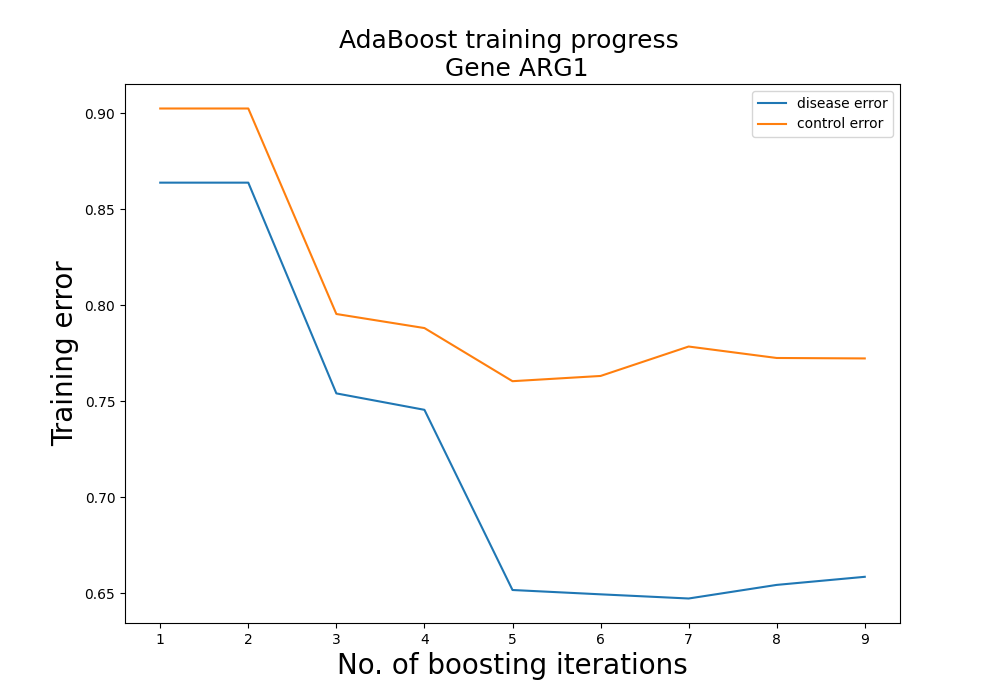 AdaBoost training progress
Gene ARG1
disease error
control error
0.90
0.85
0.80
0.75
0.70
0.65
Training error
1 2 3 4 5 6 7 8 9
No. of boosting iterations